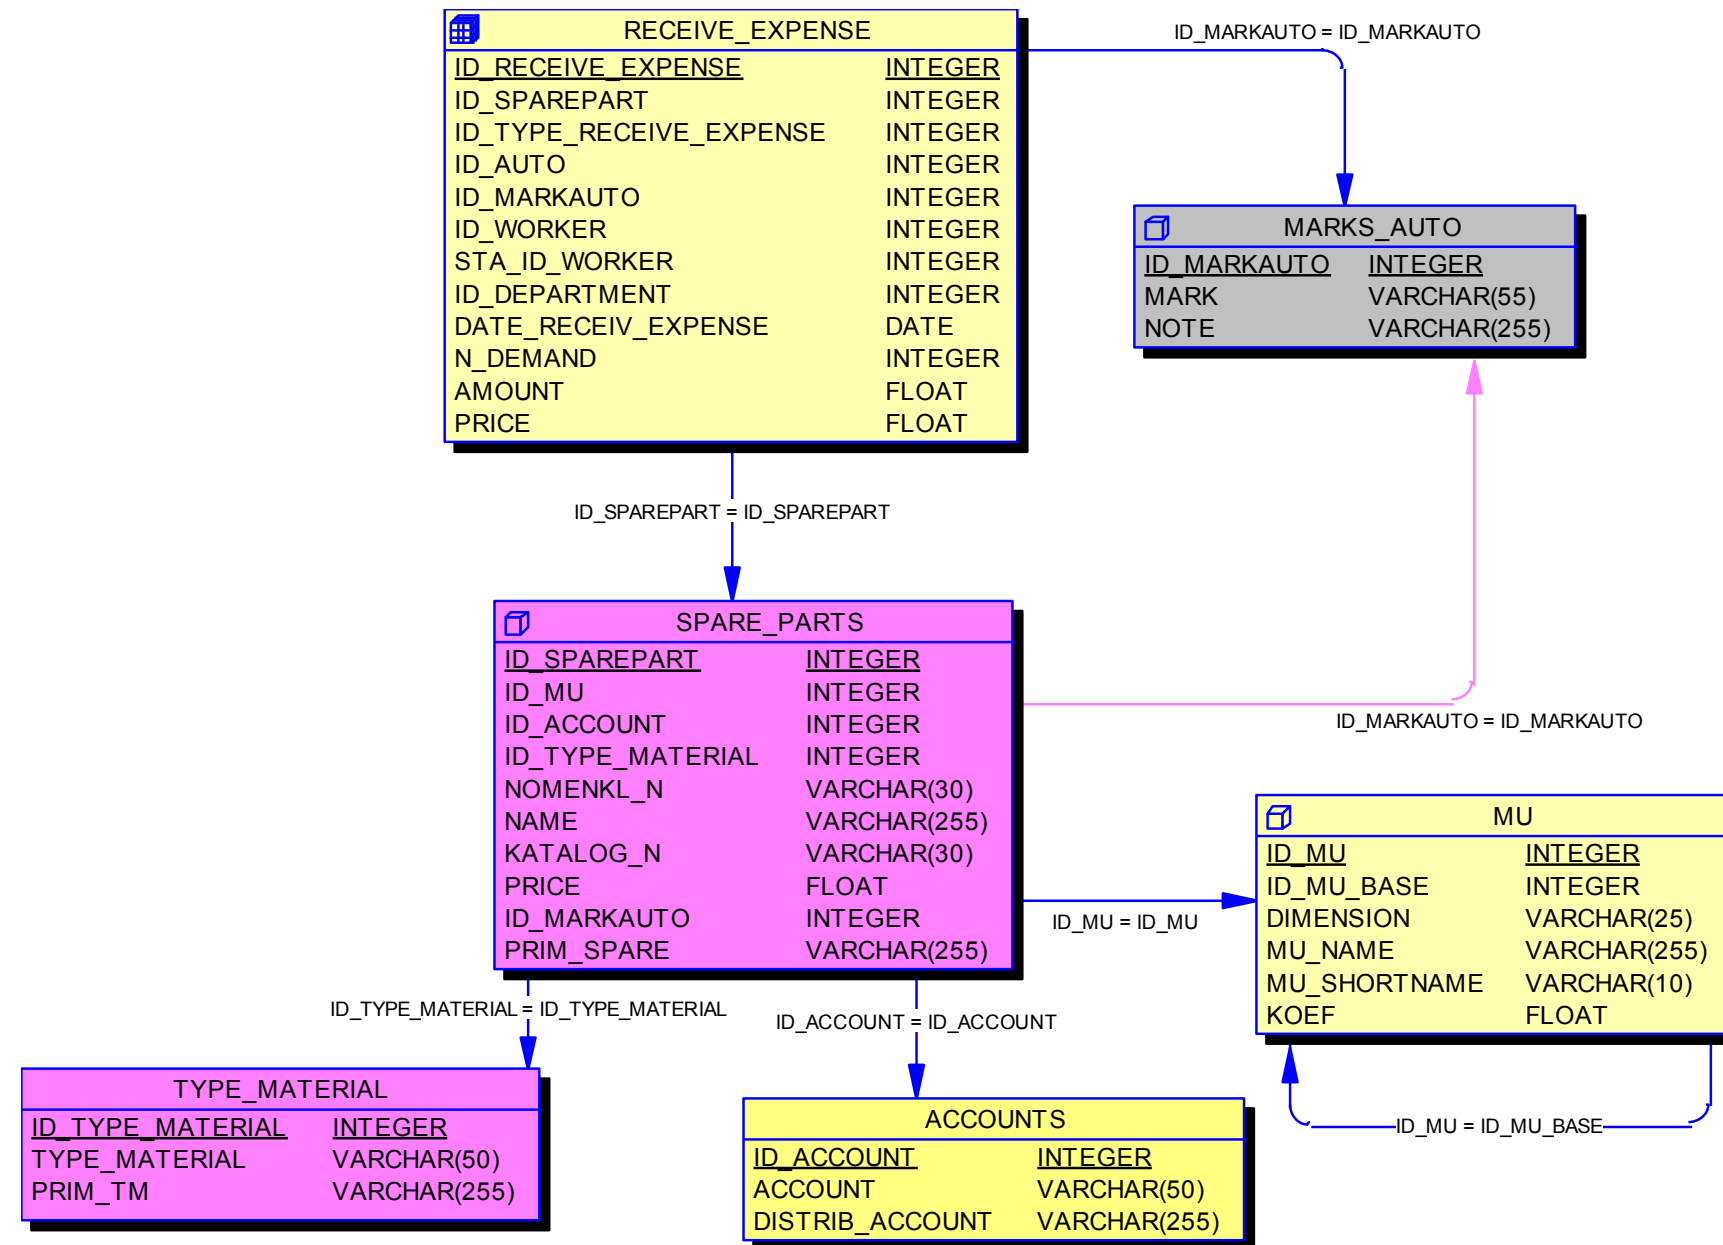 RECEIVE_EXPENSE
ID_RECEIVE_EXPENSE INTEGER
ID_SPAREPART INTEGER
ID_TYPE_RECEIVE_EXPENSE INTEGER
ID_AUTO INTEGER
ID_MARKAUTO INTEGER
ID_WORKER INTEGER
STA_ID_WORKER INTEGER
ID_DEPARTMENT INTEGER
DATE_RECEIV_EXPENSE DATE
N_DEMAND INTEGER
AMOUNT FLOAT
PRICE FLOAT
ID_MARKAUTO = ID_MARKAUTO
MARKS_AUTO
ID_MARKAUTO INTEGER
MARK VARCHAR(55)
NOTE VARCHAR(255)
ID_SPAREPART = ID_SPAREPART
SPARE_PARTS
ID_SPAREPART INTEGER
ID_MU INTEGER
ID_ACCOUNT INTEGER
ID_TYPE_MATERIAL INTEGER
NOMENKL_N VARCHAR(30)
NAME VARCHAR(255)
KATALOG_N VARCHAR(30)
PRICE FLOAT
ID_MARKAUTO INTEGER
PRIM_SPARE VARCHAR(255)
ID_MARKAUTO = ID_MARKAUTO
ID_MU = ID_MU
MU
ID_MU INTEGER
ID_MU_BASE INTEGER
DIMENSION VARCHAR(25)
MU_NAME VARCHAR(255)
MU_SHORTNAME VARCHAR(10)
KOEF FLOAT
ID_MU = ID_MU_BASE
ID_TYPE_MATERIAL = ID_TYPE_MATERIAL
ID_ACCOUNT = ID_ACCOUNT
TYPE_MATERIAL
ID_TYPE_MATERIAL INTEGER
TYPE_MATERIAL VARCHAR(50)
PRIM_TM VARCHAR(255)
ACCOUNTS
ID_ACCOUNT INTEGER
ACCOUNT VARCHAR(50)
DISTRIB_ACCOUNT VARCHAR(255)